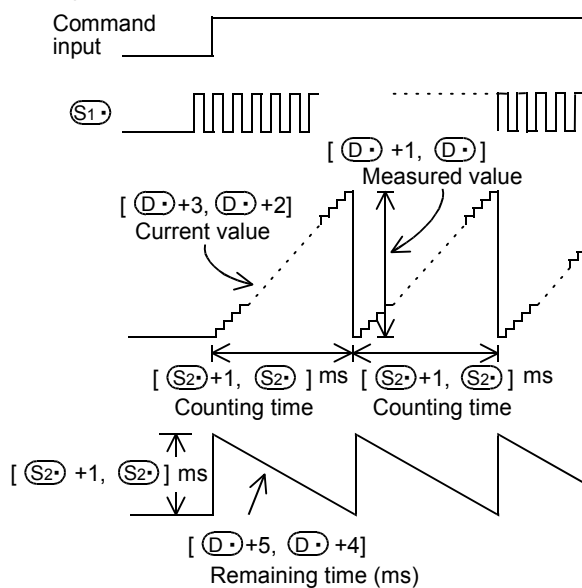 Command
input
S1·
[ D· +1, D· ]
Measured value
[ D·+3, D·+2]
Current value
[ S2·+1, S2· ] ms
Counting time
[ S2·+1, S2· ] ms
Counting time
[ S2· +1, S2· ] ms
[ D·+5, D· +4]
Remaining time (ms)